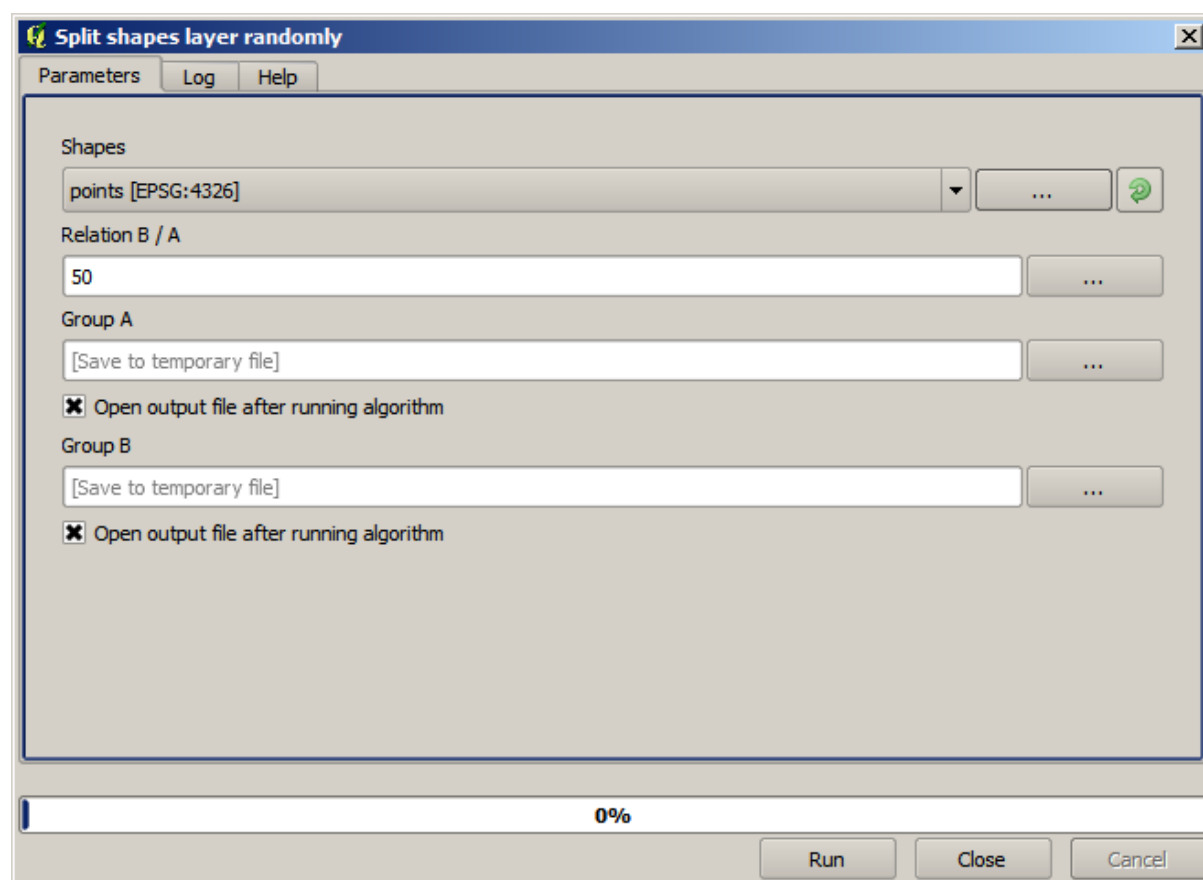 Split shapes layer randomly
Parameters Log Help
Shapes
points [EPSG:4326] ...
Relation B / A
50 ...
Group A
[Save to temporary file] ...
Open output file after running algorithm
Group B
[Save to temporary file] ...
Open output file after running algorithm
0%
Run Close Cancel